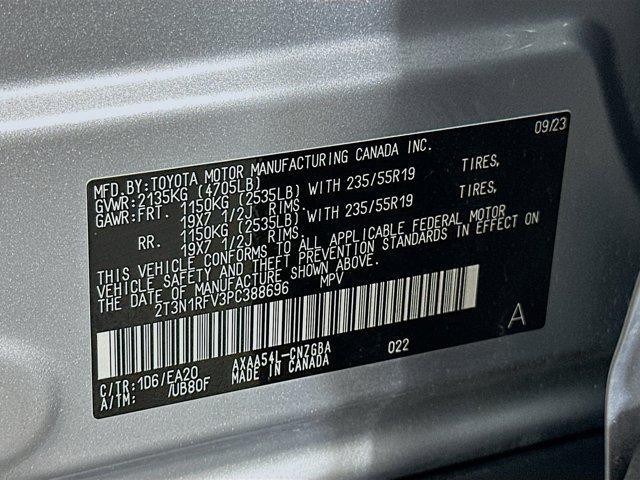 09/23
MFD.BY:TOYOTA MOTOR MANUFACTURING CANADA INC.
GVWR:2135KG (4705LB)
GAWR:FRT. 1150KG (2535LB) WITH 235/55R19 TIRES,
19X7 1/2J RIMS.
RR. 1150KG (2535LB) WITH 235/55R19 TIRES,
19X7 1/2J RIMS.
THIS VEHICLE CONFORMS TO ALL APPLICABLE FEDERAL MOTOR
VEHICLE SAFETY AND THEFT PREVENTION STANDARDS IN EFFECT ON
THE DATE OF MANUFACTURE SHOWN ABOVE.
2T3N1RFV3PC388696 MPV
A
C/TR:1D6/EA20 AXAA54L-CNZGBA 022
A/TM: /UB80F MADE IN CANADA